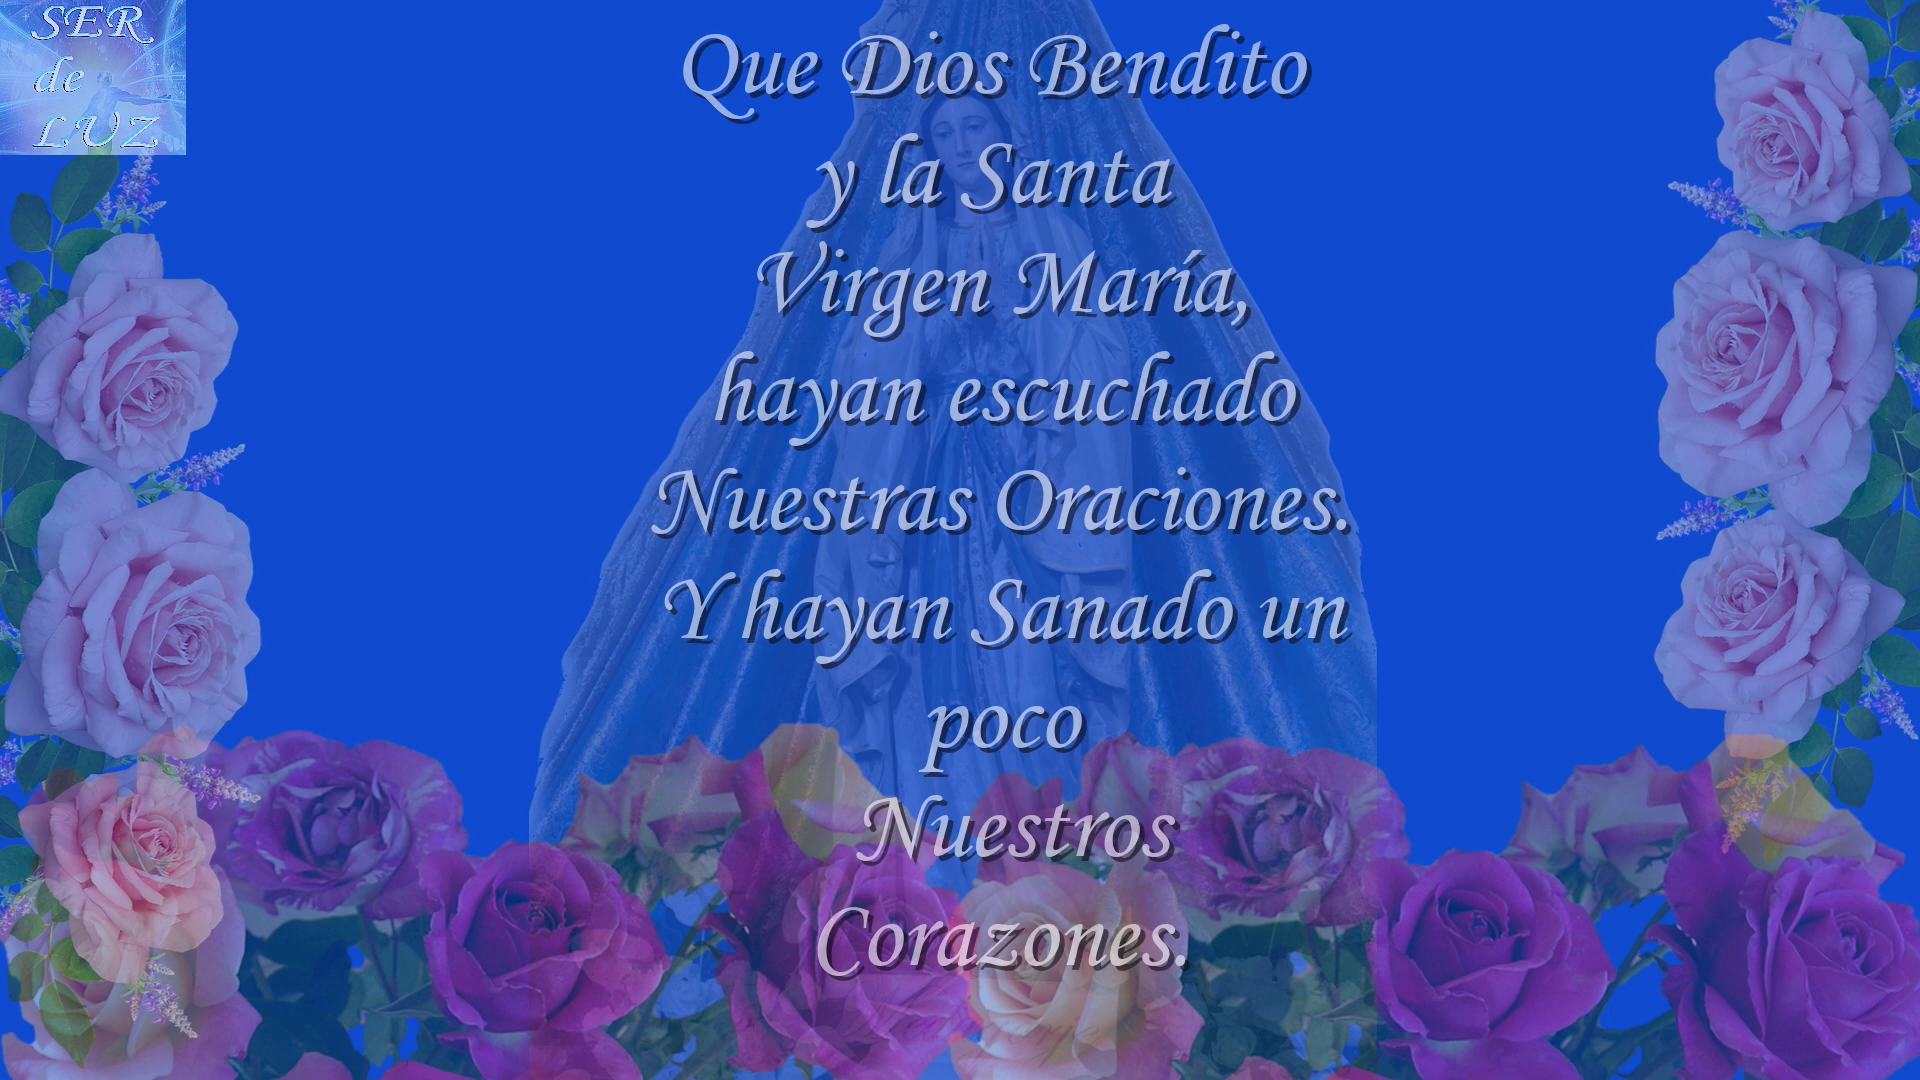 SER
de
LUZ
Que Dios Bendito
y la Santa
Virgen María,
hayan escuchado
Nuestras Oraciones.
Y hayan Sanado un
poco
Nuestros
Corazones.